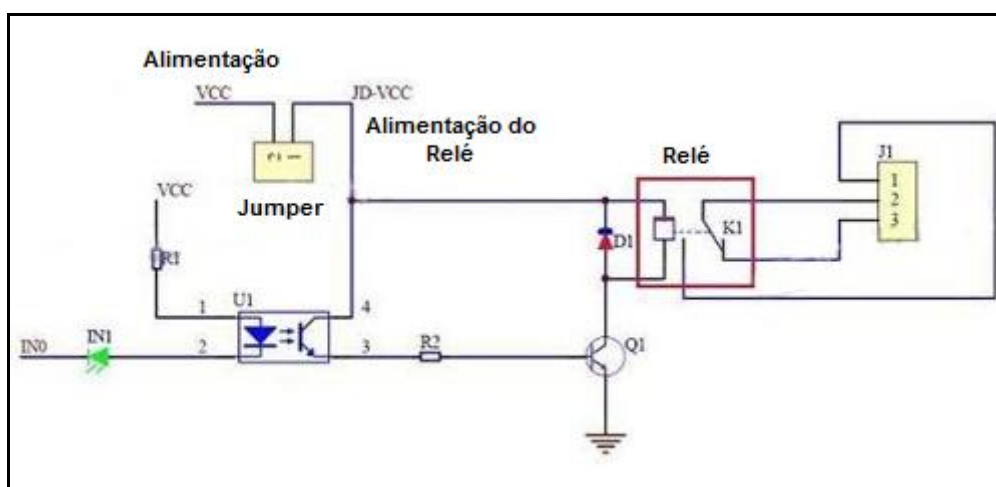 Alimentação
VCC
JD-VCC
Alimentação do
Relé
Relé
J1
1
2
3
K1
Jumper
VCC
R1
D1
U1
1
4
IN0
IN1
2
3
R2
Q1